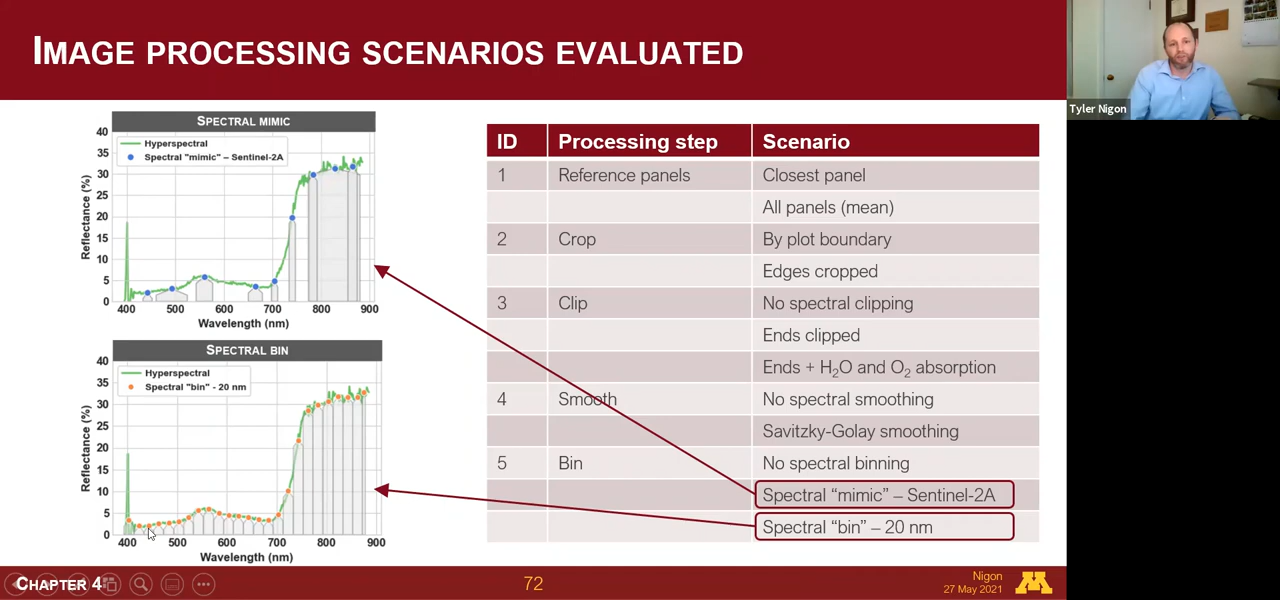 IMAGE PROCESSING SCENARIOS EVALUATED
Tyler Nigon
SPECTRAL MIMIC
Hyperspectral
Spectral "mimic" – Sentinel-2A
Reflectance (%)
40
35
30
25
20
15
10
5
0
400 500 600 700 800 900
Wavelength (nm)
SPECTRAL BIN
Hyperspectral
Spectral "bin" - 20 nm
Reflectance (%)
40
35
30
25
20
15
10
5
0
400 500 600 700 800 900
Wavelength (nm)
ID Processing step Scenario
1 Reference panels Closest panel
All panels (mean)
2 Crop By plot boundary
Edges cropped
3 Clip No spectral clipping
Ends clipped
Ends + H₂O and O₂ absorption
4 Smooth No spectral smoothing
Savitzky-Golay smoothing
5 Bin No spectral binning
Spectral “mimic” – Sentinel-2A
Spectral “bin” – 20 nm
CHAPTER 4
72
Nigon
27 May 2021
M